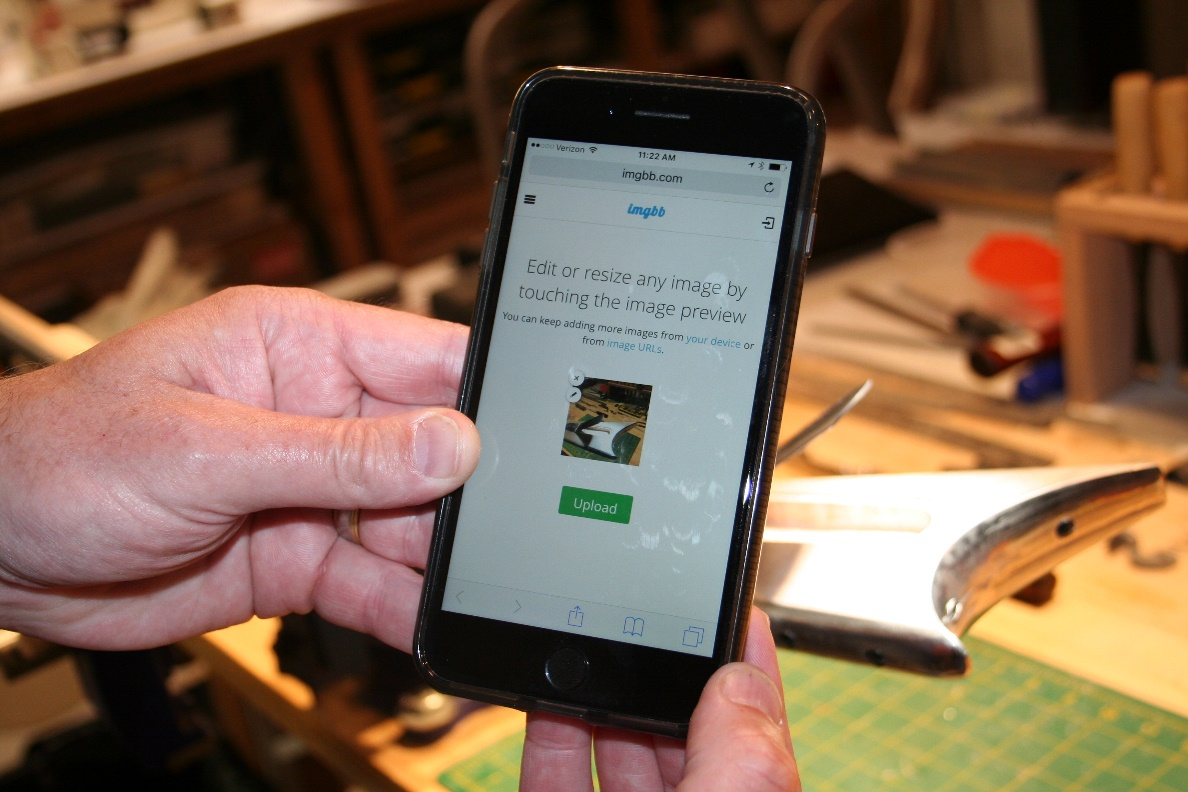 Verizon
11:22 AM
imgbb.com
imgbb
Edit or resize any image by
touching the image preview
You can keep adding more images from your device or
from image URLs.
Upload